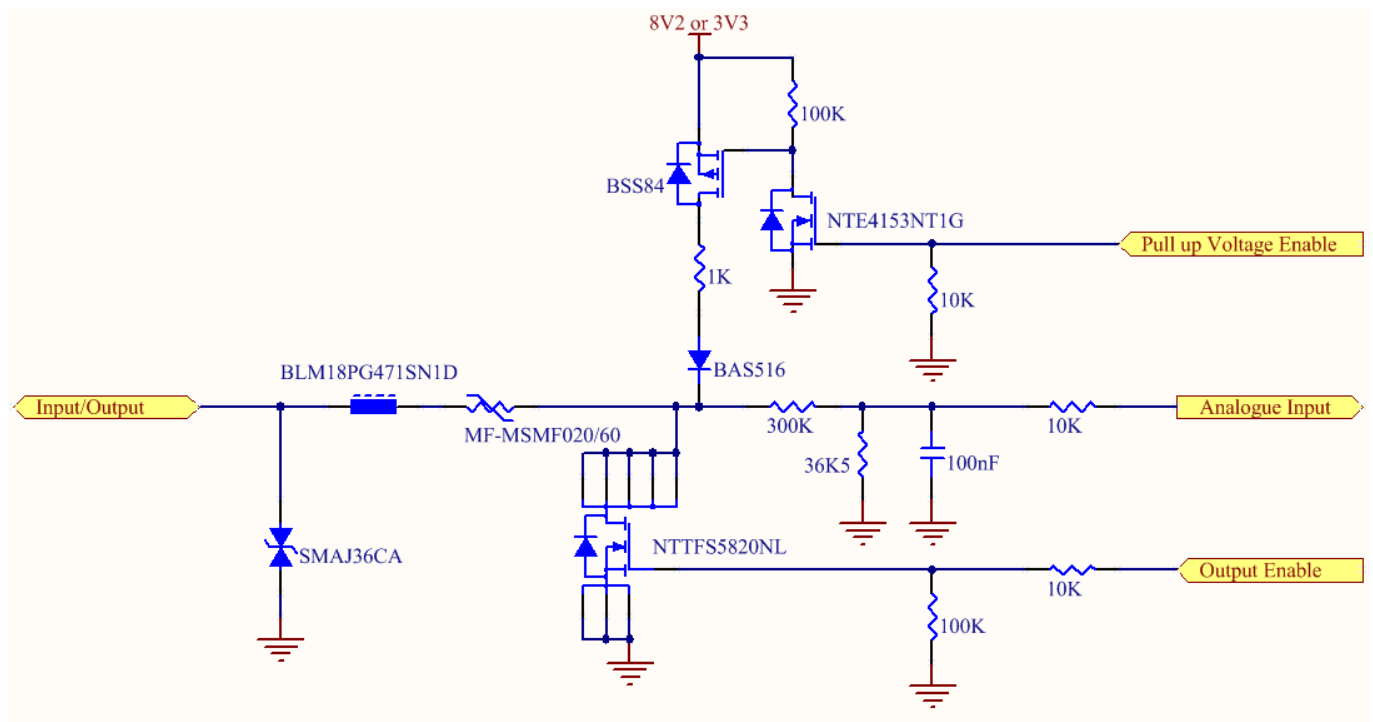 8V2 or 3V3
100K
BSS84
NTE4153NT1G
Pull up Voltage Enable
1K
10K
BLM18PG471SN1D
BAS516
Input/Output
Analogue Input
MF-MSMF020/60
300K
10K
36K5
100nF
SMAJ36CA
NTTFS5820NL
Output Enable
10K
100K